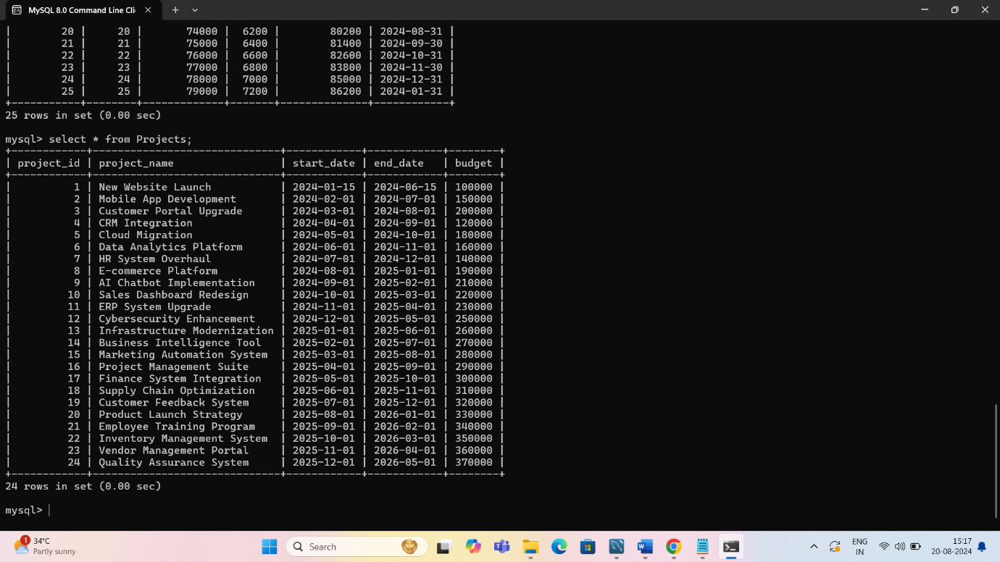 MySQL 8.0 Command Line Cli
| 20 | 20 | 74000 | 6200 | 80200 | 2024-08-31 |
| 21 | 21 | 75000 | 6400 | 81400 | 2024-09-30 |
| 22 | 22 | 76000 | 6600 | 82600 | 2024-10-31 |
| 23 | 23 | 77000 | 6800 | 83800 | 2024-11-30 |
| 24 | 24 | 78000 | 7000 | 85000 | 2024-12-31 |
| 25 | 25 | 79000 | 7200 | 86200 | 2024-01-31 |
+-----------+--------+-------------+-------+--------------+------------+
25 rows in set (0.00 sec)
mysql> select * from Projects;
+------------+------------------------------+------------+------------+--------+
| project_id | project_name | start_date | end_date | budget |
+------------+------------------------------+------------+------------+--------+
| 1 | New Website Launch | 2024-01-15 | 2024-06-15 | 100000 |
| 2 | Mobile App Development | 2024-02-01 | 2024-07-01 | 150000 |
| 3 | Customer Portal Upgrade | 2024-03-01 | 2024-08-01 | 200000 |
| 4 | CRM Integration | 2024-04-01 | 2024-09-01 | 120000 |
| 5 | Cloud Migration | 2024-05-01 | 2024-10-01 | 180000 |
| 6 | Data Analytics Platform | 2024-06-01 | 2024-11-01 | 160000 |
| 7 | HR System Overhaul | 2024-07-01 | 2024-12-01 | 140000 |
| 8 | E-commerce Platform | 2024-08-01 | 2025-01-01 | 190000 |
| 9 | AI Chatbot Implementation | 2024-09-01 | 2025-02-01 | 210000 |
| 10 | Sales Dashboard Redesign | 2024-10-01 | 2025-03-01 | 220000 |
| 11 | ERP System Upgrade | 2024-11-01 | 2025-04-01 | 230000 |
| 12 | Cybersecurity Enhancement | 2024-12-01 | 2025-05-01 | 250000 |
| 13 | Infrastructure Modernization | 2025-01-01 | 2025-06-01 | 260000 |
| 14 | Business Intelligence Tool | 2025-02-01 | 2025-07-01 | 270000 |
| 15 | Marketing Automation System | 2025-03-01 | 2025-08-01 | 280000 |
| 16 | Project Management Suite | 2025-04-01 | 2025-09-01 | 290000 |
| 17 | Finance System Integration | 2025-05-01 | 2025-10-01 | 300000 |
| 18 | Supply Chain Optimization | 2025-06-01 | 2025-11-01 | 310000 |
| 19 | Customer Feedback System | 2025-07-01 | 2025-12-01 | 320000 |
| 20 | Product Launch Strategy | 2025-08-01 | 2026-01-01 | 330000 |
| 21 | Employee Training Program | 2025-09-01 | 2026-02-01 | 340000 |
| 22 | Inventory Management System | 2025-10-01 | 2026-03-01 | 350000 |
| 23 | Vendor Management Portal | 2025-11-01 | 2026-04-01 | 360000 |
| 24 | Quality Assurance System | 2025-12-01 | 2026-05-01 | 370000 |
+------------+------------------------------+------------+------------+--------+
24 rows in set (0.00 sec)
mysql>
1
34°C
Partly sunny
Search
ENG
IN
15:17
20-08-2024